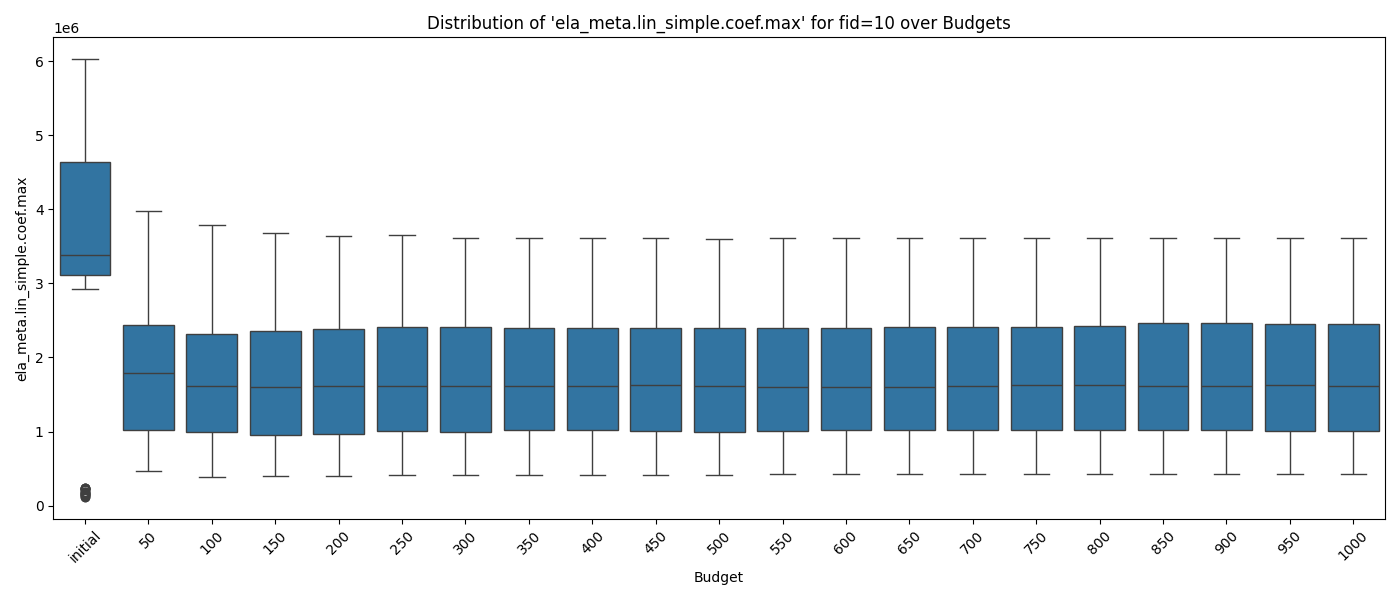 Distribution of 'ela_meta.lin_simple.coef.max' for fid=10 over Budgets
1e6
6
5
4
3
2
1
0
ela_meta.lin_simple.coef.max
initial 50 100 150 200 250 300 350 400 450 500 550 600 650 700 750 800 850 900 950 1000
Budget